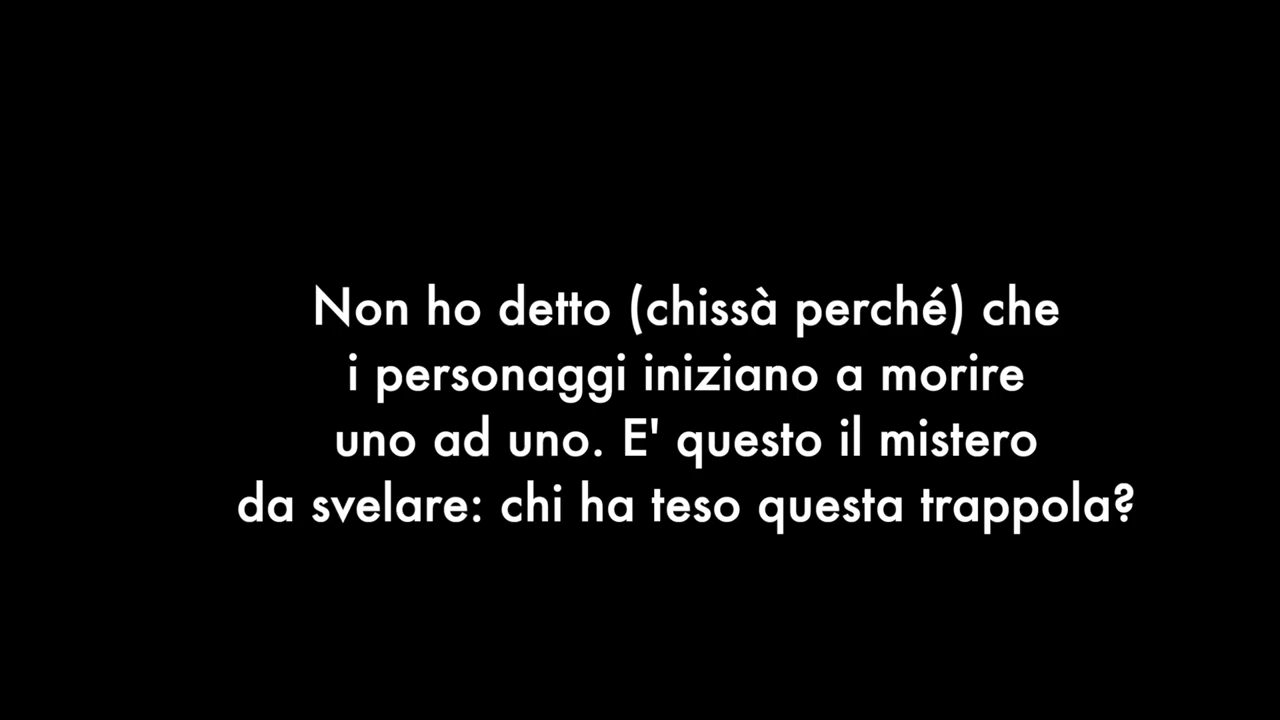 Non ho detto (chissà perché) che
i personaggi iniziano a morire
uno ad uno. E' questo il mistero
da svelare: chi ha teso questa trappola?